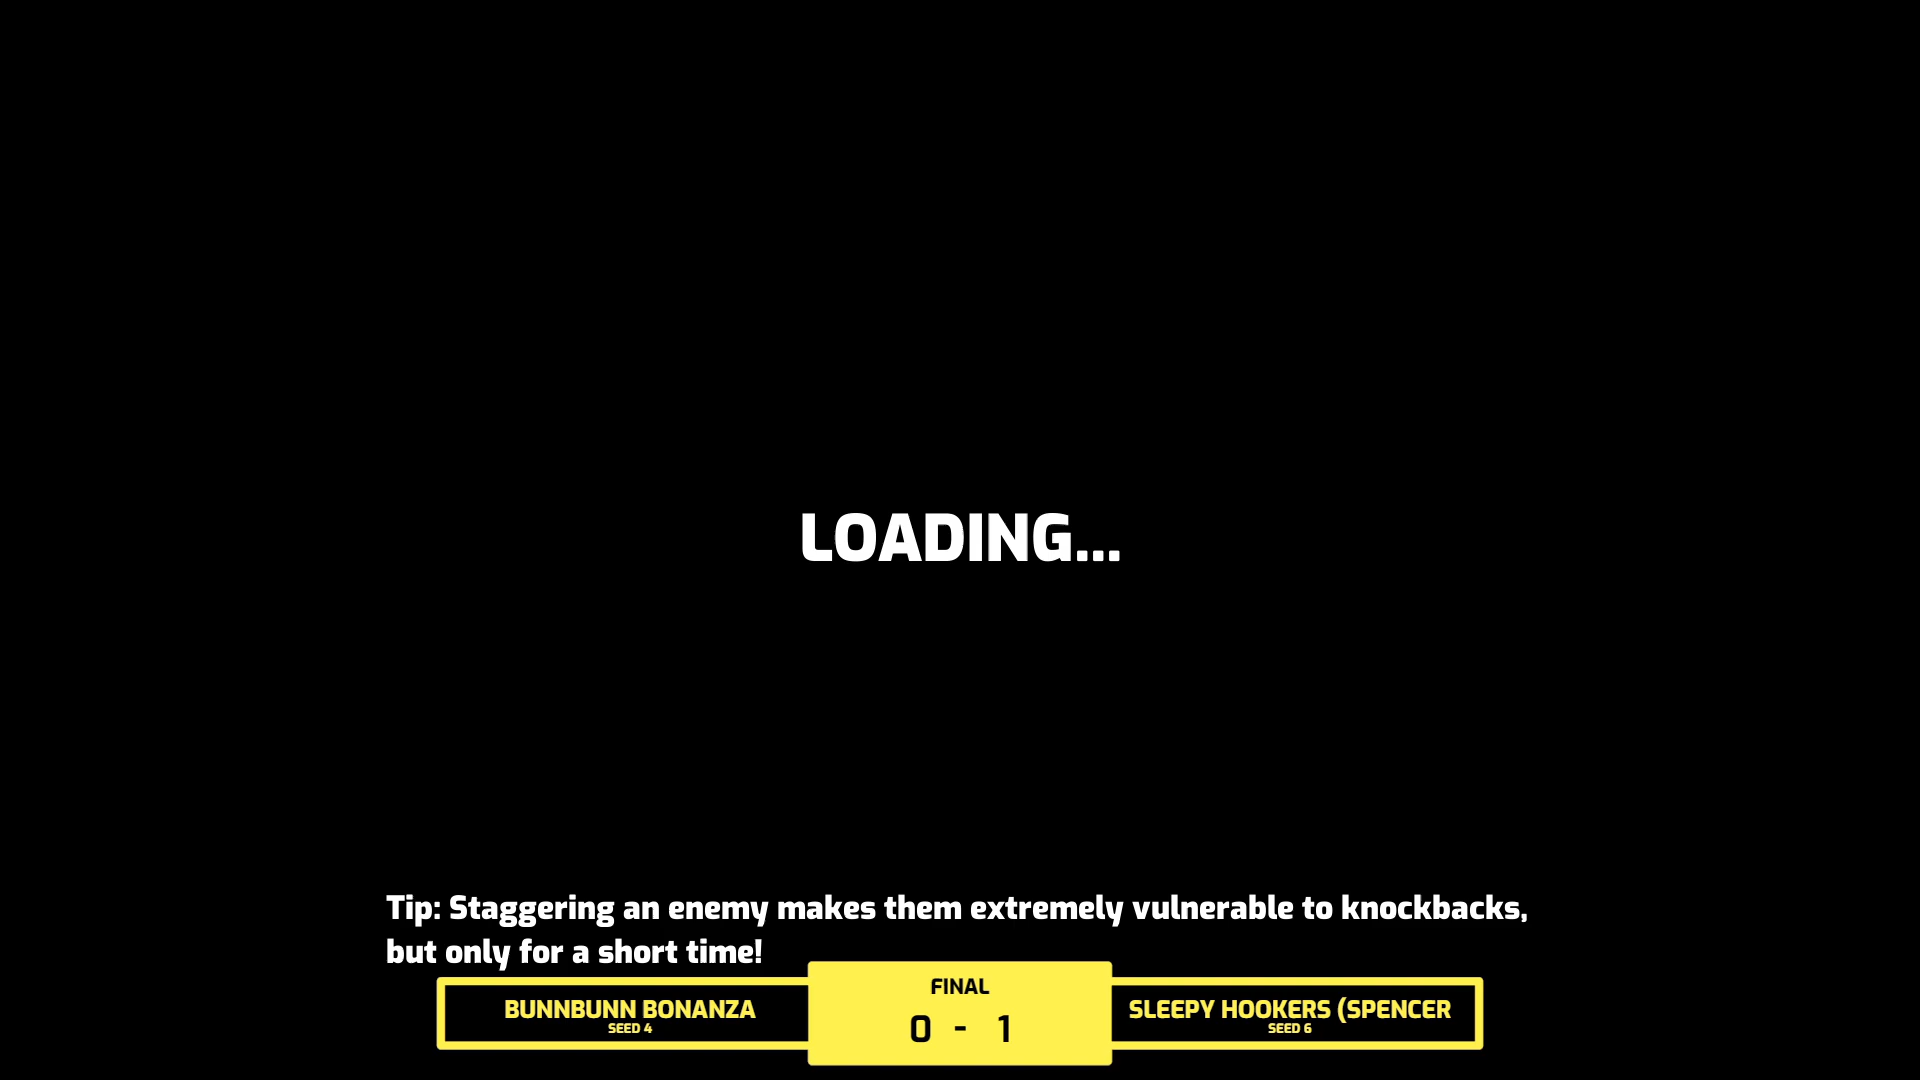 LOADING...
Tip: Staggering an enemy makes them extremely vulnerable to knockbacks,
but only for a short time!
FINAL
BUNNBUNN BONANZA
SEED 4
0 - 1
SLEEPY HOOKERS (SPENCER
SEED 6